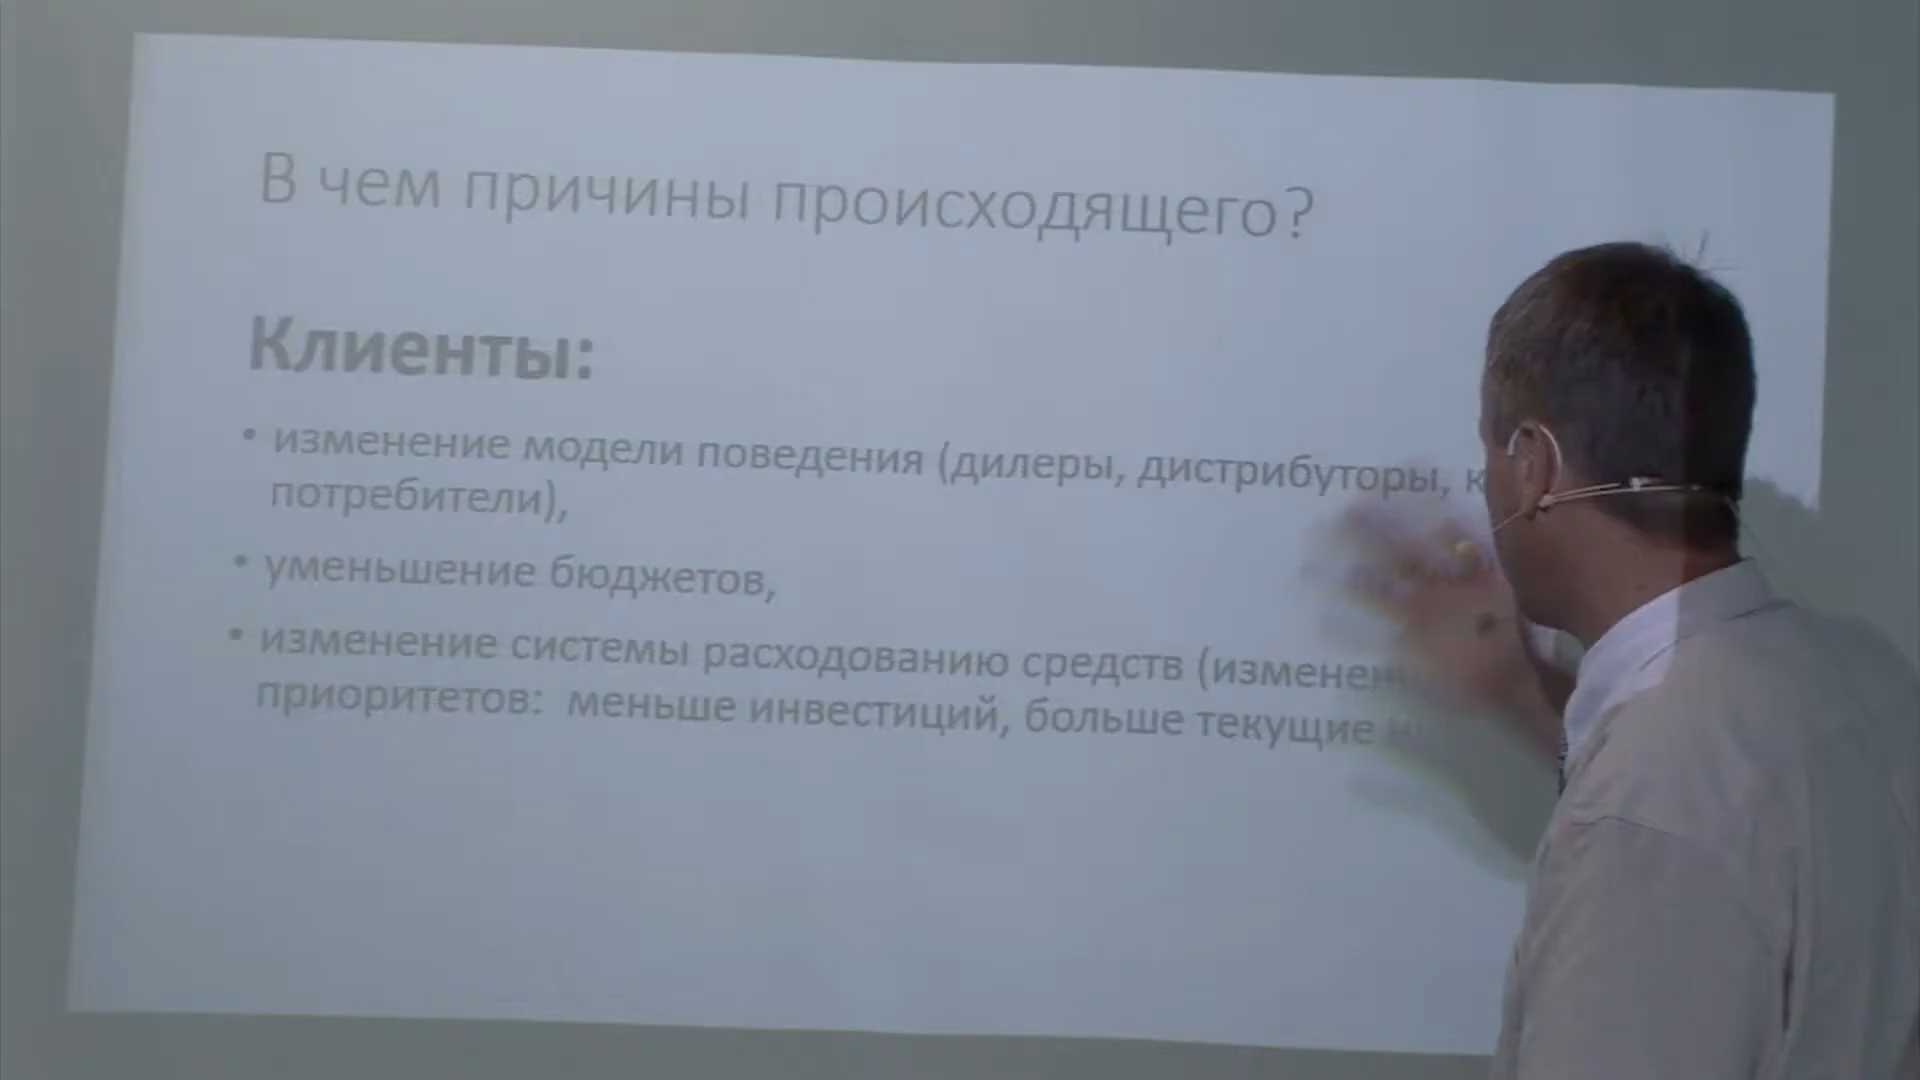 В чем причины происходящего?
Клиенты:
• изменение модели поведения (дилеры, дистрибуторы,
потребители),
• уменьшение бюджетов,
• изменение системы расходованию средств
приоритетов: меньше инвестиций, больше текущие